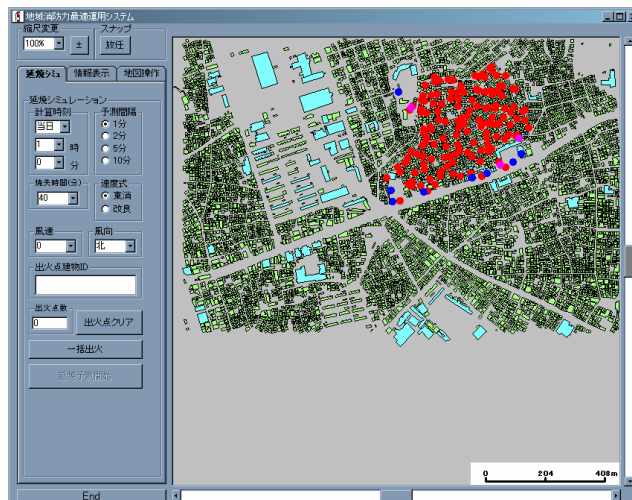 地域消防力最適運用システム
縮尺変更
スナップ
100%
±
放任
延焼シミュ
情報表示
地図操作
延焼シミュレーション
計算時刻
予測間隔
当日
1分
1
時
2分
5分
0
分
10分
焼失時間(分)
速度式
40
東消
改良
風速
風向
0
北
出火点建物ID
出火点数
0
出火点クリア
一括出火
延焼予測開始
End
0
204
408m